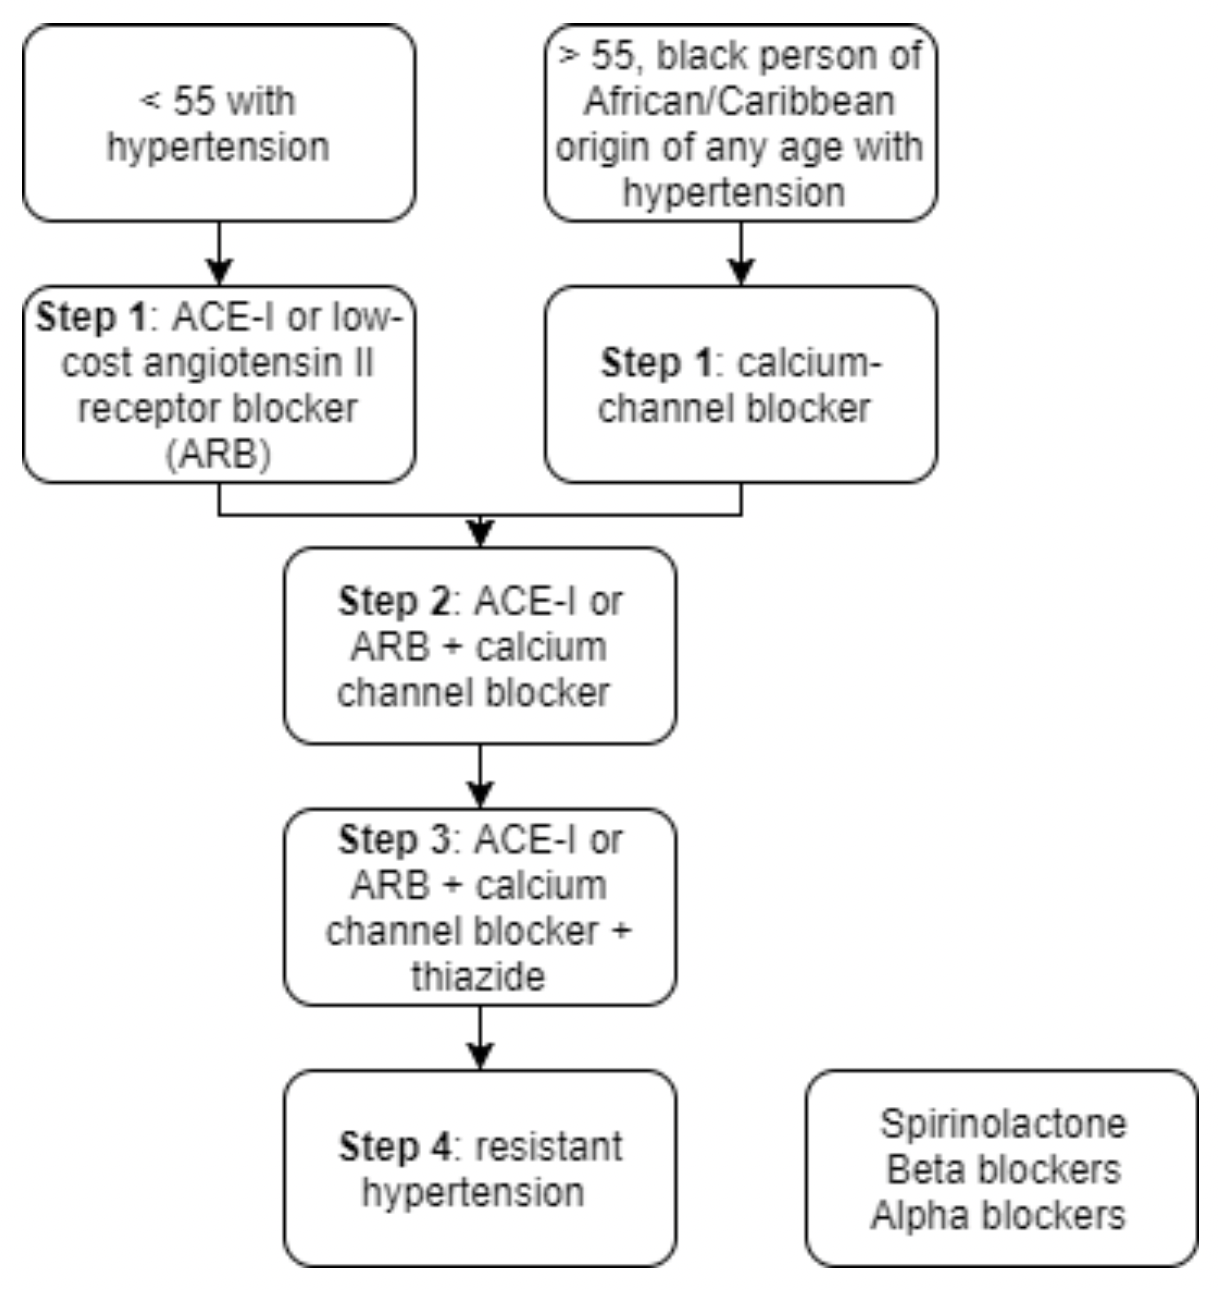 < 55 with
hypertension
> 55, black person of
African/Caribbean
origin of any age with
hypertension
Step 1: ACE-I or low-
cost angiotensin II
receptor blocker
(ARB)
Step 1: calcium-
channel blocker
Step 2: ACE-I or
ARB + calcium
channel blocker
Step 3: ACE-I or
ARB + calcium
channel blocker +
thiazide
Step 4: resistant
hypertension
Spirinolactone
Beta blockers
Alpha blockers